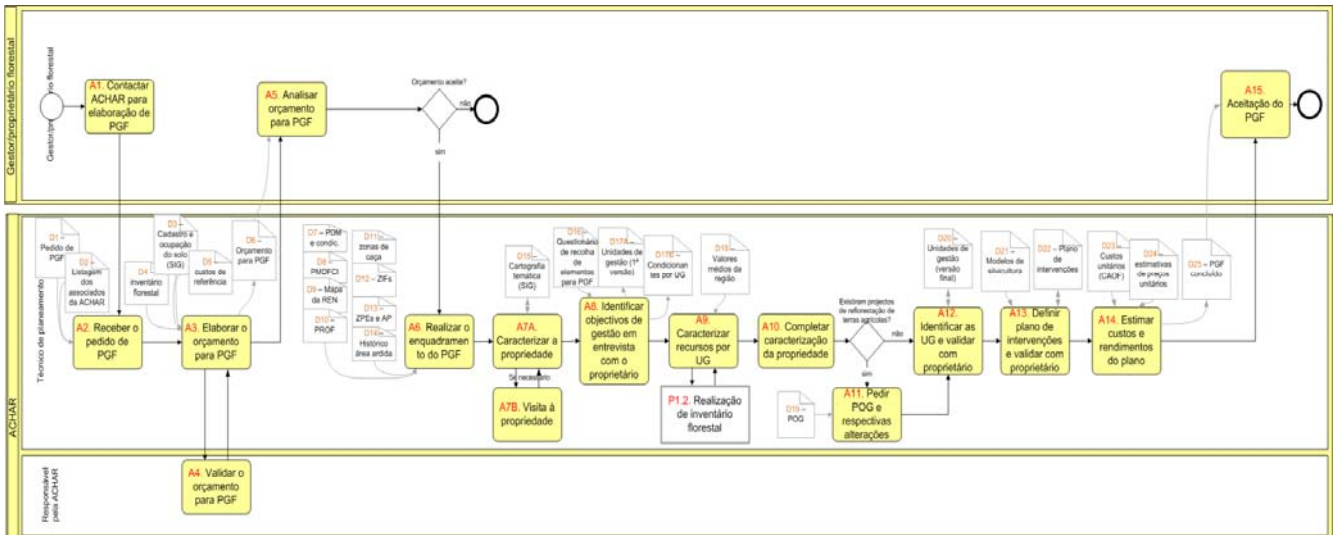 Gestor/proprietário florestal
Gestor/pro
rio florestal
A1. Contactar
ACHAR para
elaboração de
PGF
A5. Analisar
orçamento
para PGF
Orçamento aceite?
não
sim
A15.
Aceitação do
PGF
ACHAR
Técnico de planeamento
D1 –
Pedido de
PGF
D2 –
Listagem
dos
associados
da ACHAR
D3 –
Cadastro e
ocupação
do solo
(SIG)
D4 –
inventário
florestal
D5 –
custos de
referência
D6 –
Orçamento
para PGF
D7 – PDM
e condic.
D8 –
PMDFCI
D9 – Mapa
da REN
D10 –
PROF
D11 –
zonas de
caça
D12 – ZIFs
D13 –
ZPEs e AP
D14 –
Histórico
área ardida
D15 –
Cartografia
temática
(SIG)
D16 –
Questionário
de recolha
de
elementos
para PGF
D17A –
Unidades de
gestão (1ª
versão)
D17B –
Condicionan
tes por UG
D18 –
Valores
médios da
região
Existiram projectos
de reflorestação de
terras agrícolas?
não
sim
D19 –
POG
D20 –
Unidades de
gestão
(versão
final)
D21 –
Modelos de
silvicultura
D22 – Plano
de
intervenções
D23 –
Custos
unitários
(CAOF)
D24 –
estimativas
de preços
unitários
D25 – PGF
concluído
A2. Receber o
pedido de
PGF
A3. Elaborar o
orçamento
para PGF
A6. Realizar o
enquadrament
o do PGF
A7A.
Caracterizar a
propriedade
Se necessário
A7B. Visita à
propriedade
A8. Identificar
objectivos de
gestão em
entrevista
com o
proprietário
A9.
Caracterizar
recursos por
UG
P1.2. Realização
de inventário
florestal
A10. Completar
caracterização
da propriedade
A11. Pedir
POG e
respectivas
alterações
A12.
Identificar as
UG e validar
com
proprietário
A13. Definir
plano de
intervenções
e validar com
proprietário
A14. Estimar
custos e
rendimentos
do plano
Responsável
pela ACHAR
A4. Validar o
orçamento
para PGF